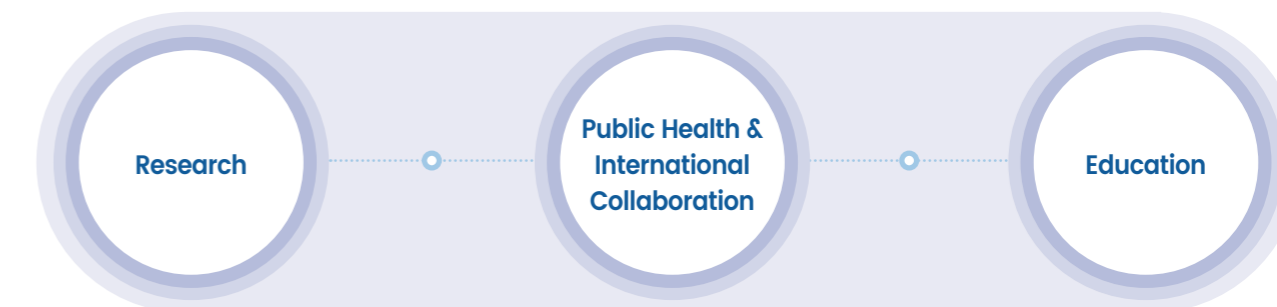 Research
Public Health &
International
Collaboration
Education